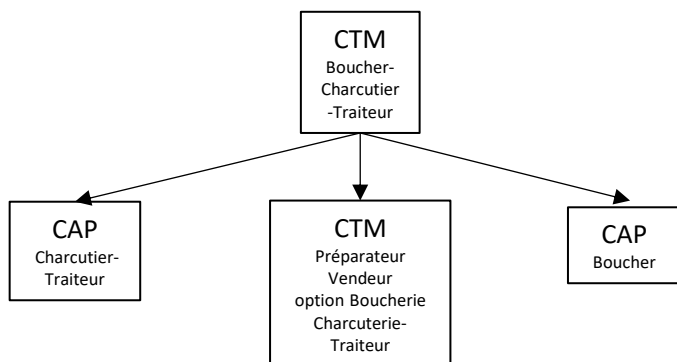 CTM
Boucher-
Charcutier
-Traiteur
CAP
Charcutier-
Traiteur
CTM
Préparateur
Vendeur
option Boucherie
Charcuterie-
Traiteur
CAP
Boucher